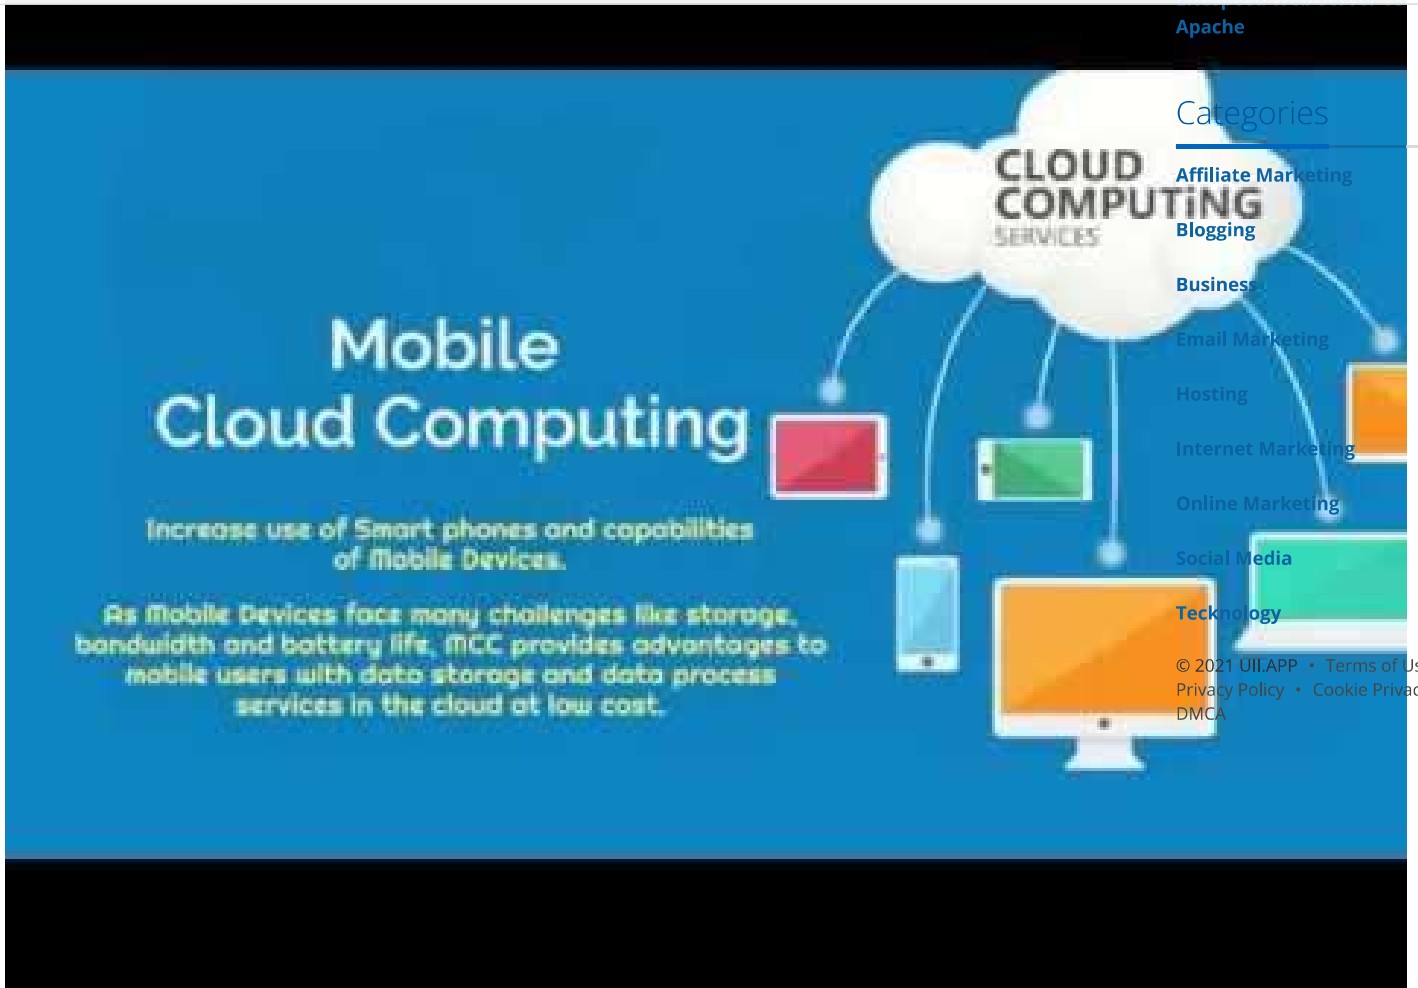 Apache
Categories
CLOUD
COMPUTiNG
SERVICES
Affiliate Marketing
Blogging
Business
Email Marketing
Hosting
Internet Marketing
Online Marketing
Social Media
Tecknology
© 2021 UII.APP • Terms of Us
Privacy Policy • Cookie Privac
DMCA
Mobile
Cloud Computing
Increase use of Smart phones and capabilities
of Mobile Devices.
As Mobile Devices face many challenges like storage,
bandwidth and battery life, MCC provides advantages to
mobile users with data storage and data process
services in the cloud at low cost.